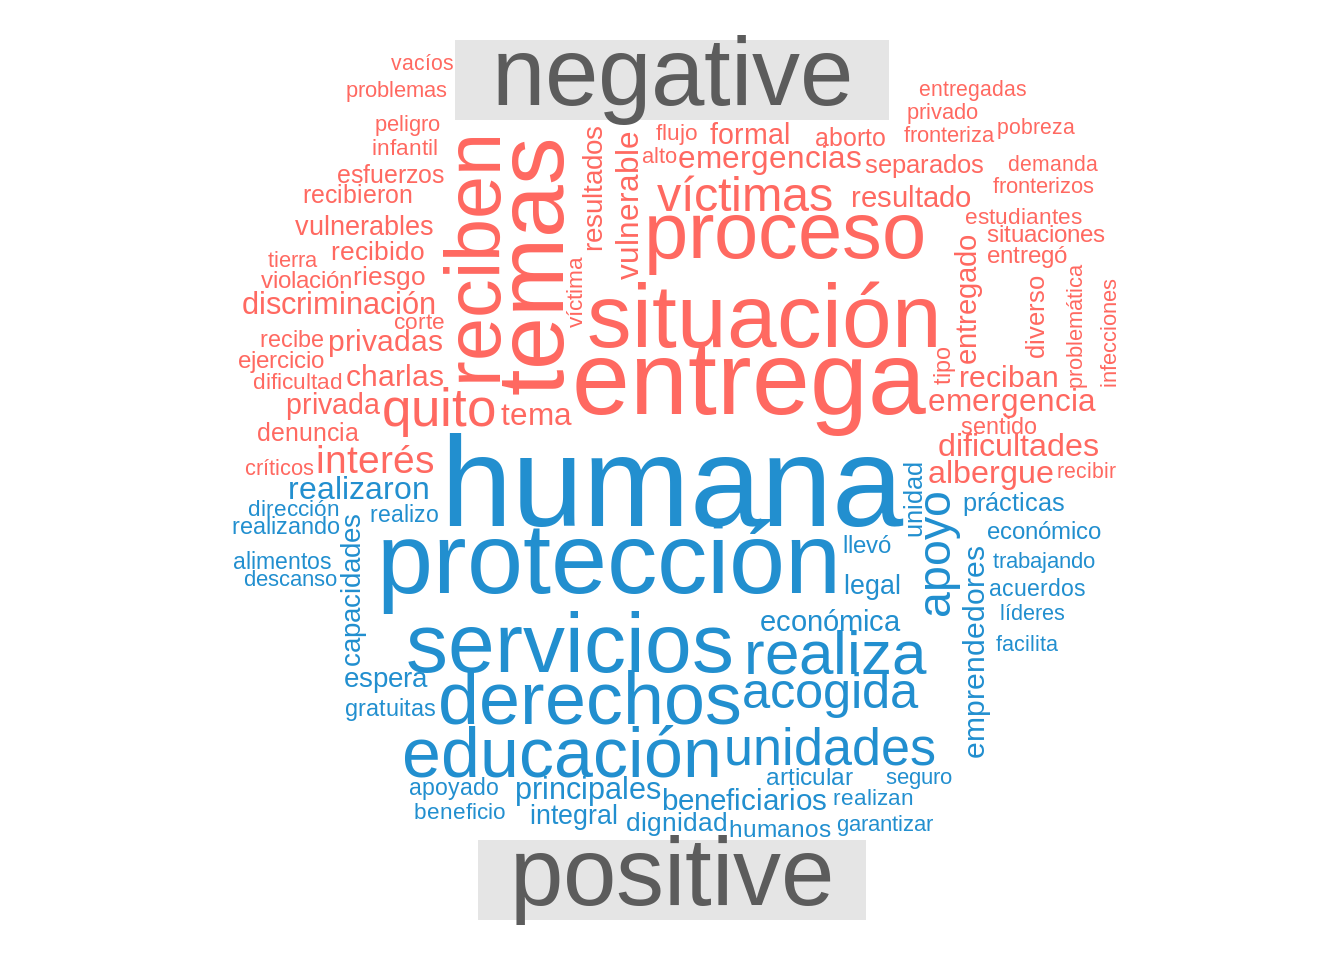 negative
vacíos
problemas
entregadas
privado
peligro
flujo
formal
aborto
fronteriza
pobreza
infantil
alto
emergencias
separados
demanda
esfuerzos
recibieron
reciben
temas
resultados
vulnerable
víctimas
resultado
fronterizos
vulnerables
proceso
estudiantes
situaciones
recibido
entregó
tierra
violación
riesgo
víctima
entregado
diverso
problemática
infecciones
discriminación
corte
situación
recibe
privadas
ejercicio
dificultad
charlas
entrega
tipo
reciban
privada
quito
tema
emergencia
denuncia
sentido
dificultades
críticos
interés
albergue
recibir
realizaron
humana
unidad
apoyo
prácticas
dirección
realizando
realizo
capacidades
económico
protección
llevó
alimentos
descanso
trabajando
legal
emprendedores
acuerdos
líderes
económica
servicios
realiza
facilita
espera
derechos
acogida
gratuitas
educación
unidades
articular
seguro
apoyado
principales
beneficiarios
realizan
beneficio
integral
dignidad
humanos
garantizar
positive